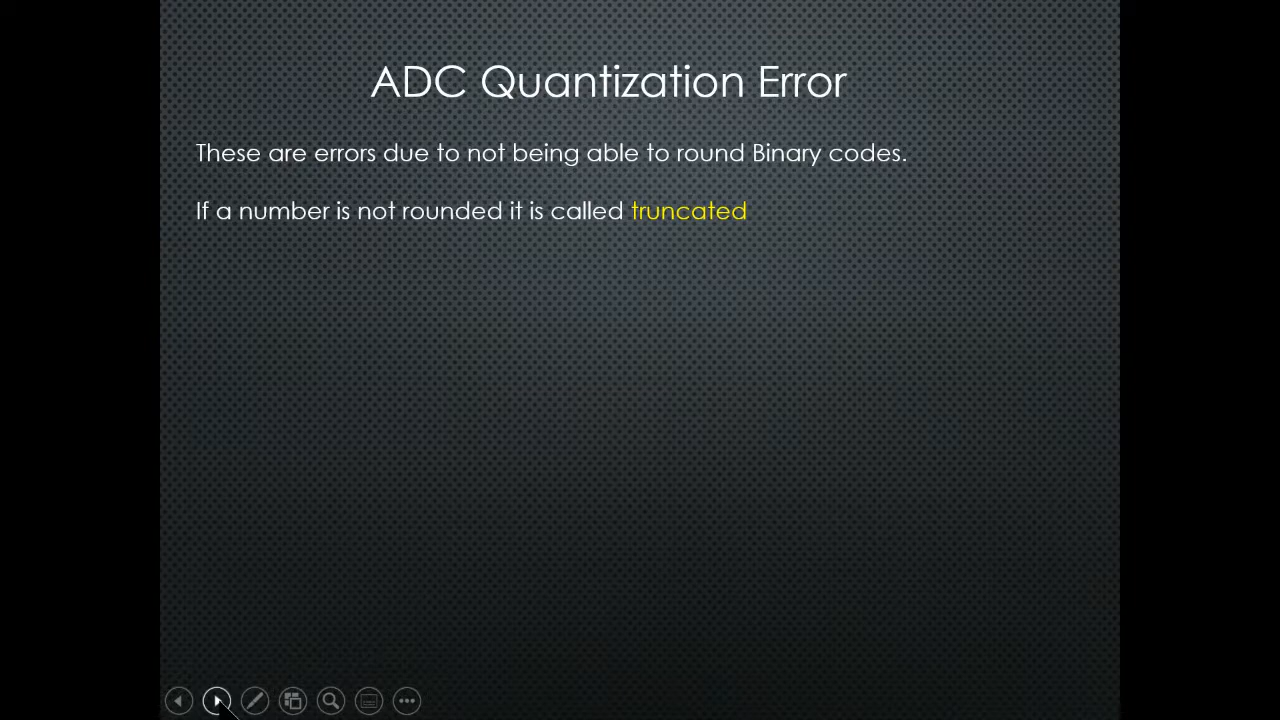 ADC Quantization Error
These are errors due to not being able to round Binary codes.
If a number is not rounded it is called truncated